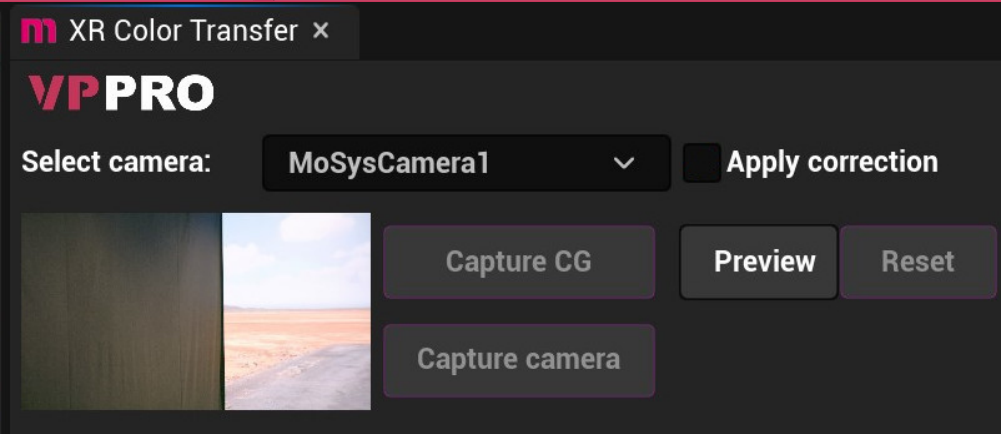 XR Color Transfer
VPPRO
Select camera: MoSysCamera1 Apply correction
Capture CG Preview Reset
Capture camera